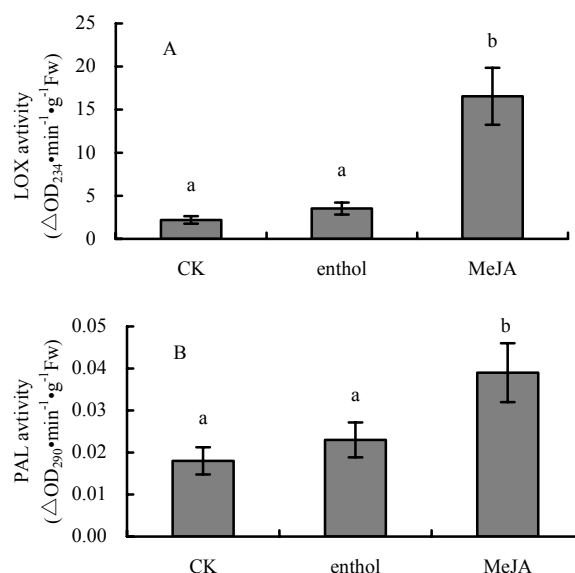 A
LOX avtivity
(△OD234•min-1•g-1Fw)
25
20
15
10
5
0
a
a
b
CK
enthol
MeJA
B
PAL avtivity
(△OD290•min-1•g-1Fw)
0.05
0.04
0.03
0.02
0.01
0.00
a
a
b
CK
enthol
MeJA